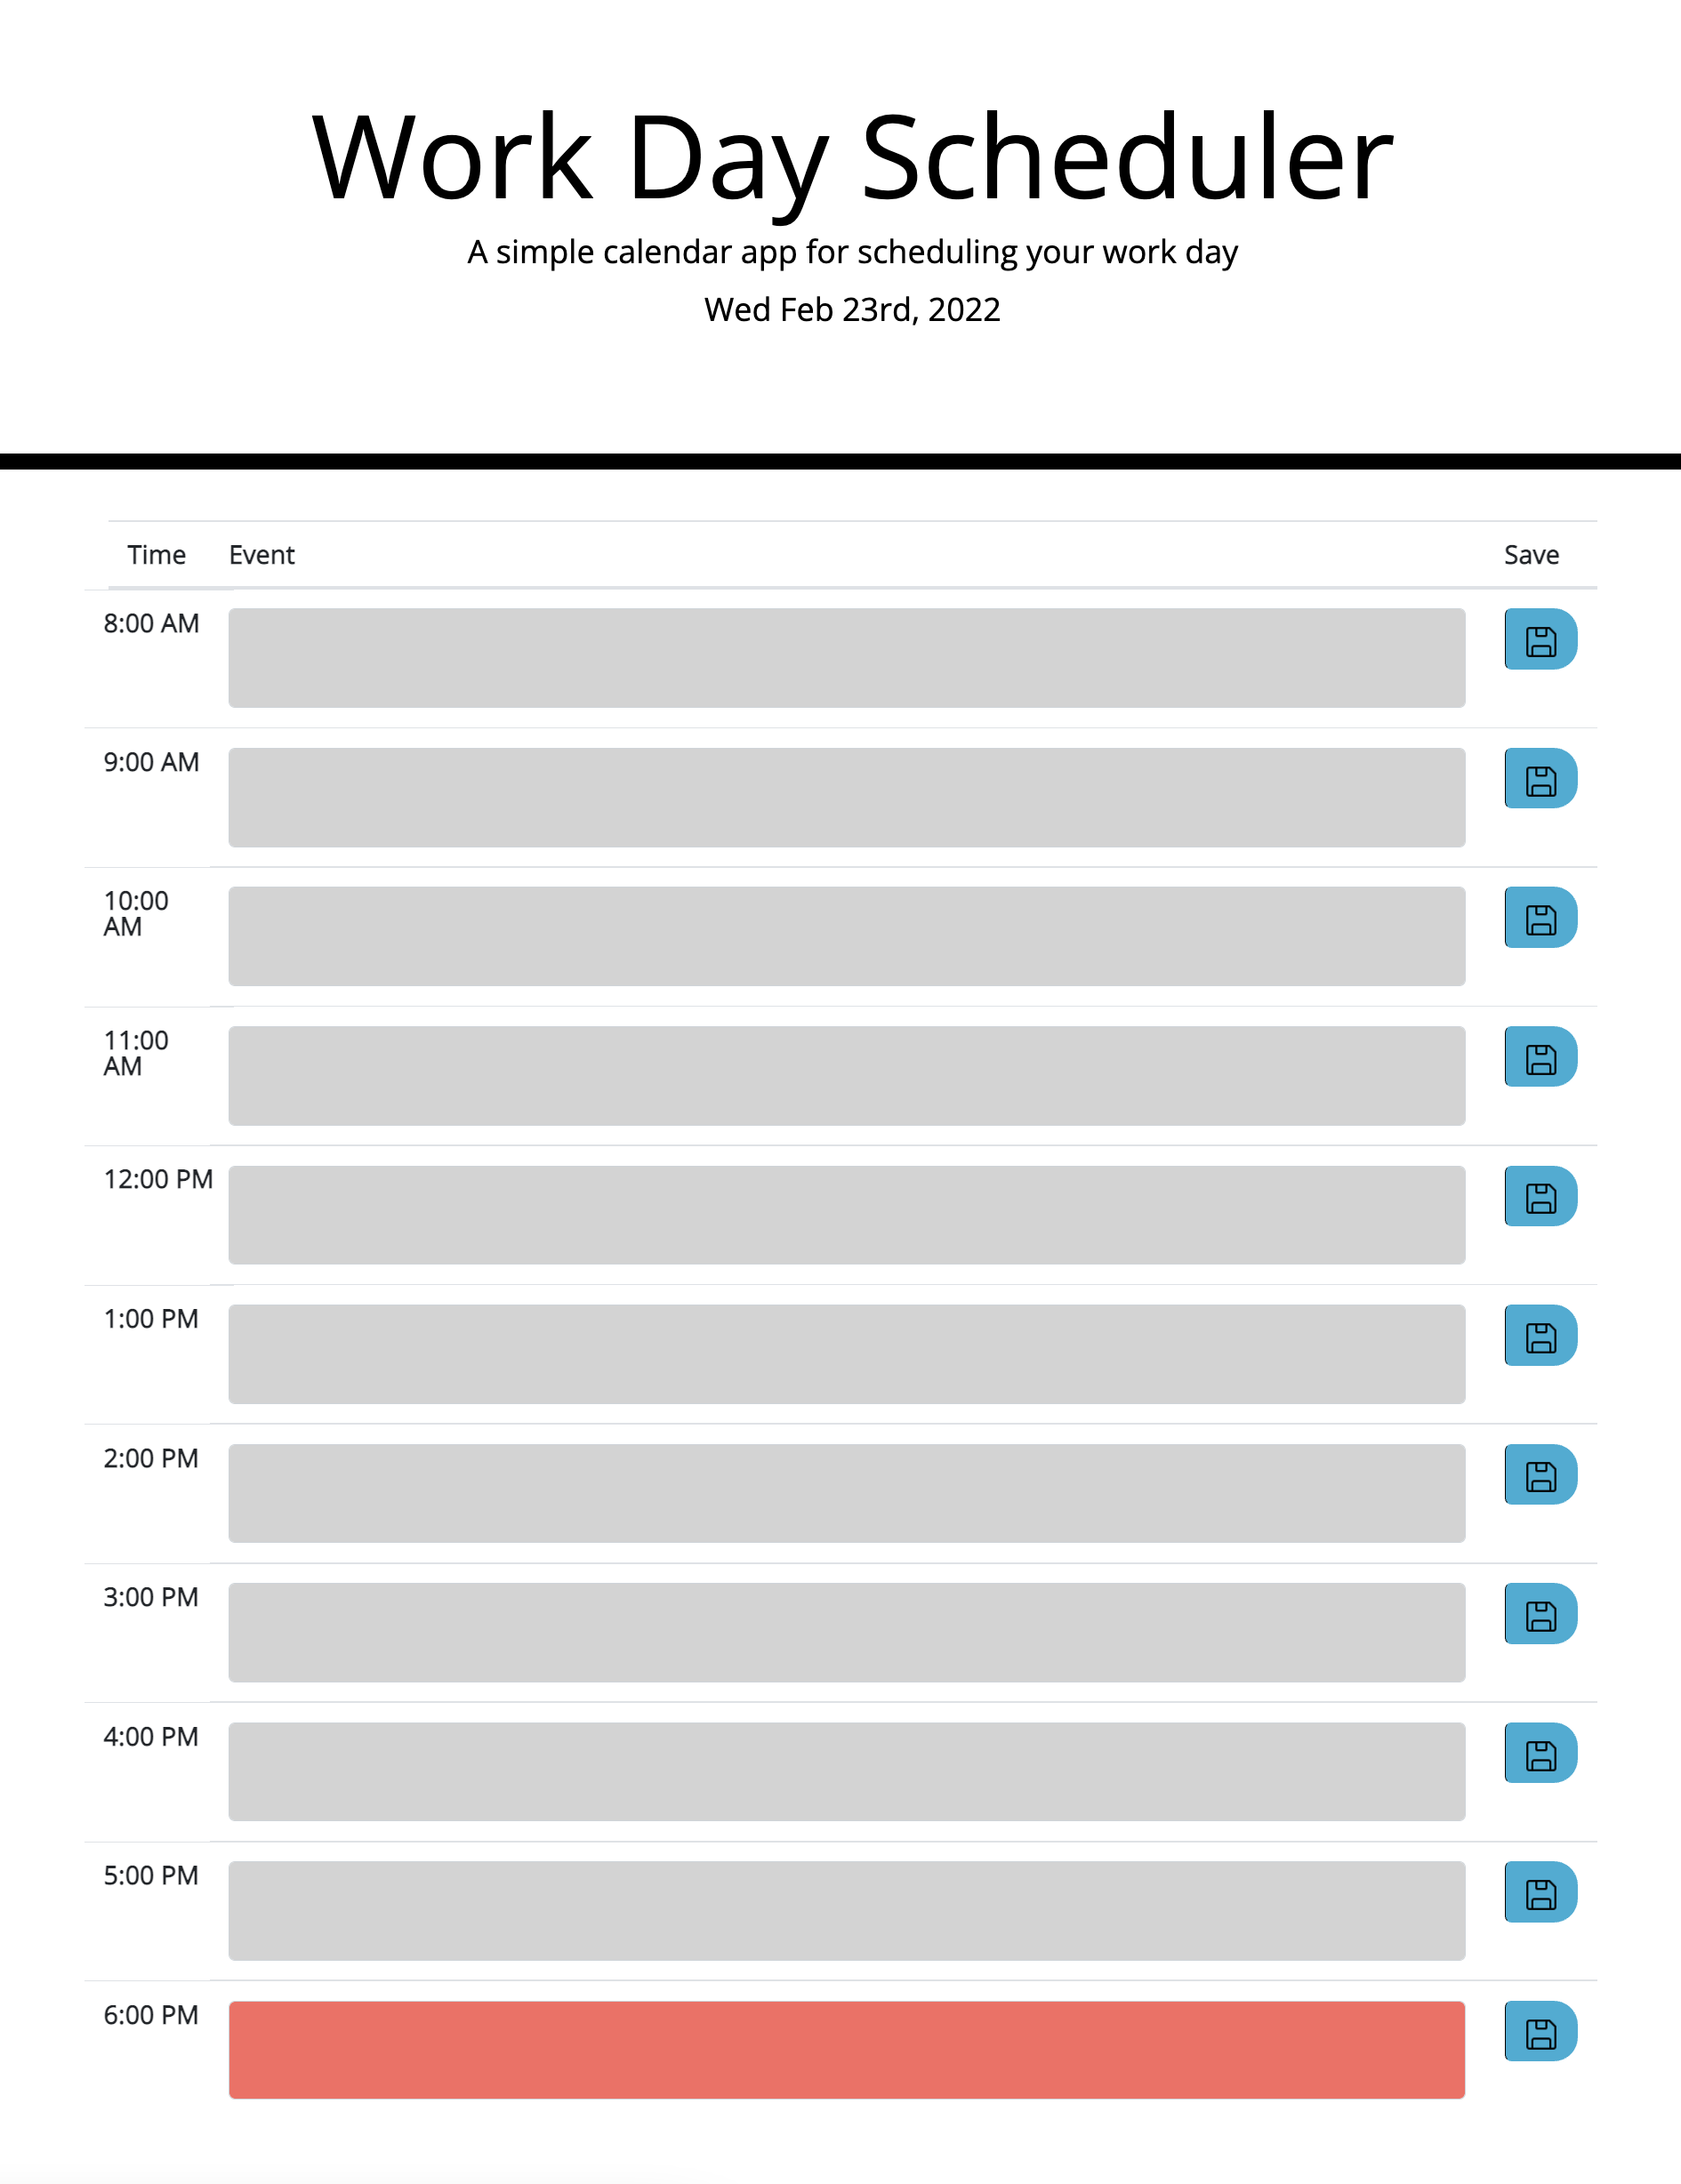 Work Day Scheduler
A simple calendar app for scheduling your work day
Wed Feb 23rd, 2022
Time Event Save
8:00 AM
9:00 AM
10:00
AM
11:00
AM
12:00 PM
1:00 PM
2:00 PM
3:00 PM
4:00 PM
5:00 PM
6:00 PM